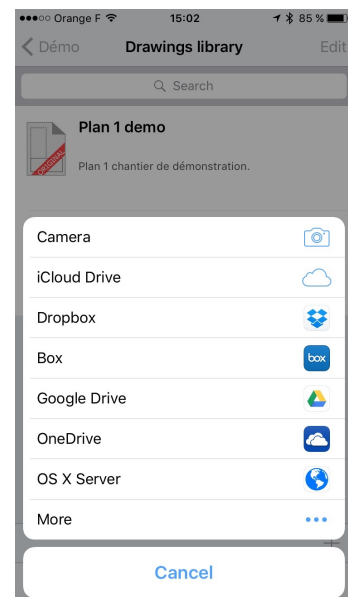 Orange F 15:02 85 %
Démo Drawings library Edit
Search
Plan 1 demo
ORIGINAL
Plan 1 chantier de démonstration.
Camera
iCloud Drive
Dropbox
Box
box
Google Drive
OneDrive
OS X Server
More
Cancel